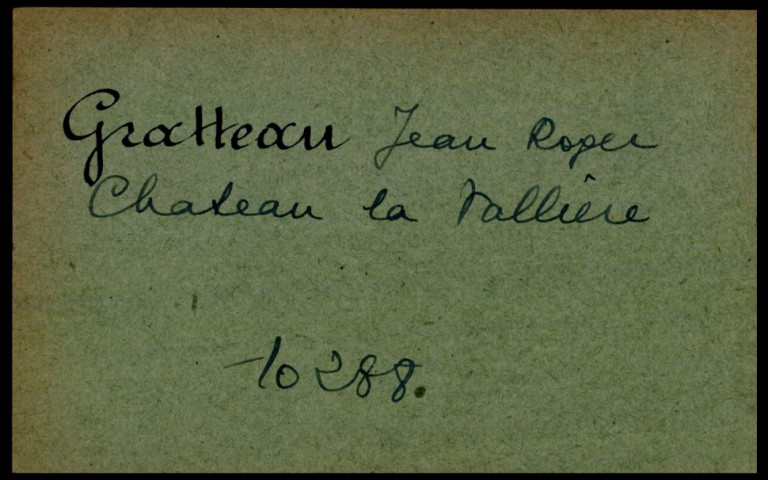 Gratteau Jean Roger
Chateau la Vallière
10288.